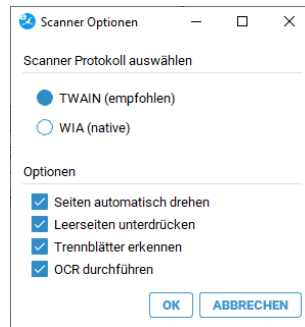 Scanner Optionen
Scanner Protokoll auswählen
TWAIN (empfohlen)
WIA (native)
Optionen
Seiten automatisch drehen
Leerseiten unterdrücken
Trennblätter erkennen
OCR durchführen
OK ABBRECHEN